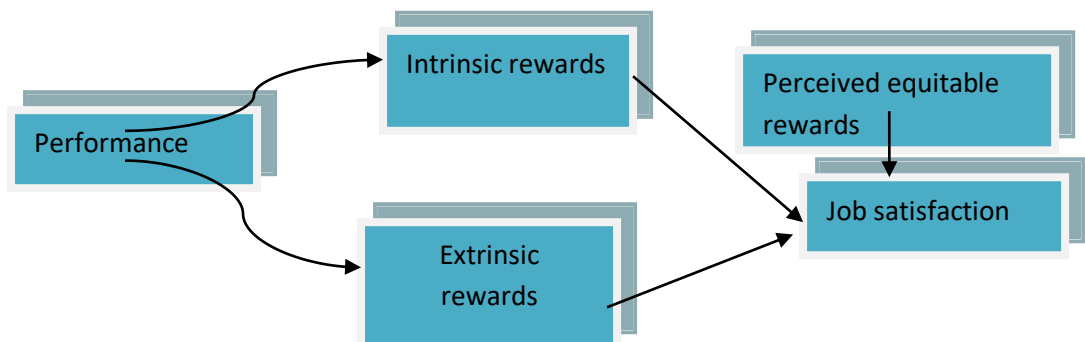 Performance
Intrinsic rewards
Extrinsic
rewards
Perceived equitable
rewards
Job satisfaction